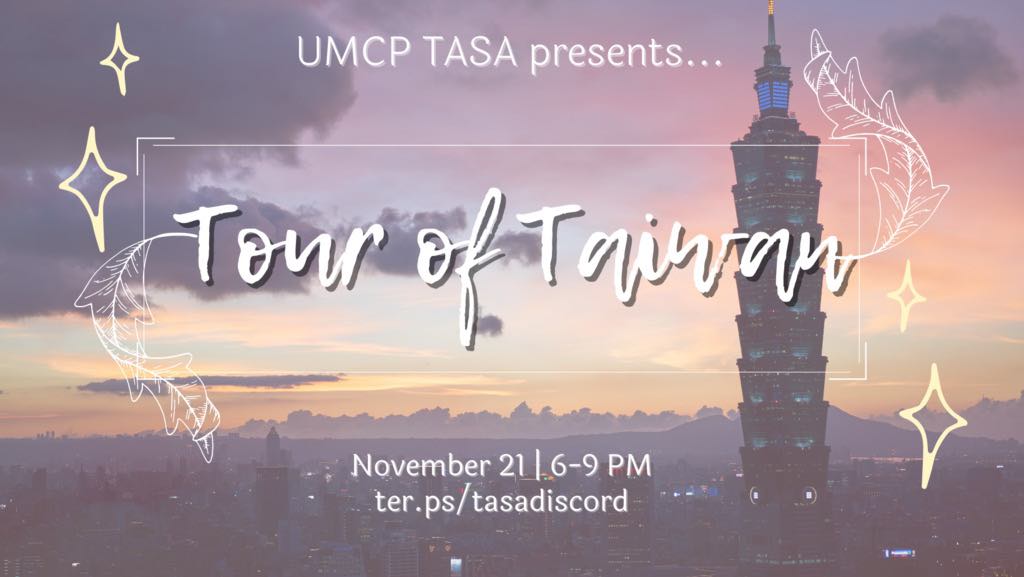 UMCP TASA presents...
Tour of Taiwan
November 21 | 6-9 PM
ter.ps/tasadiscord